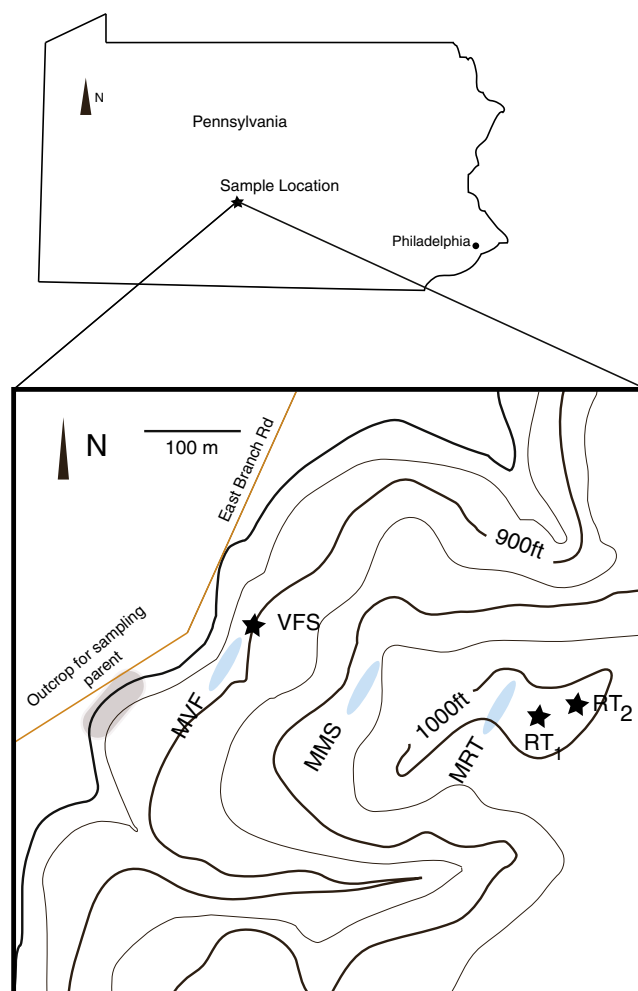 N
Pennsylvania
Sample Location
Philadelphia
N
100 m
East Branch Rd
900ft
VFS
Outcrop for sampling
parent
MVF
MMS
1000ft
MRT
RT1
RT2